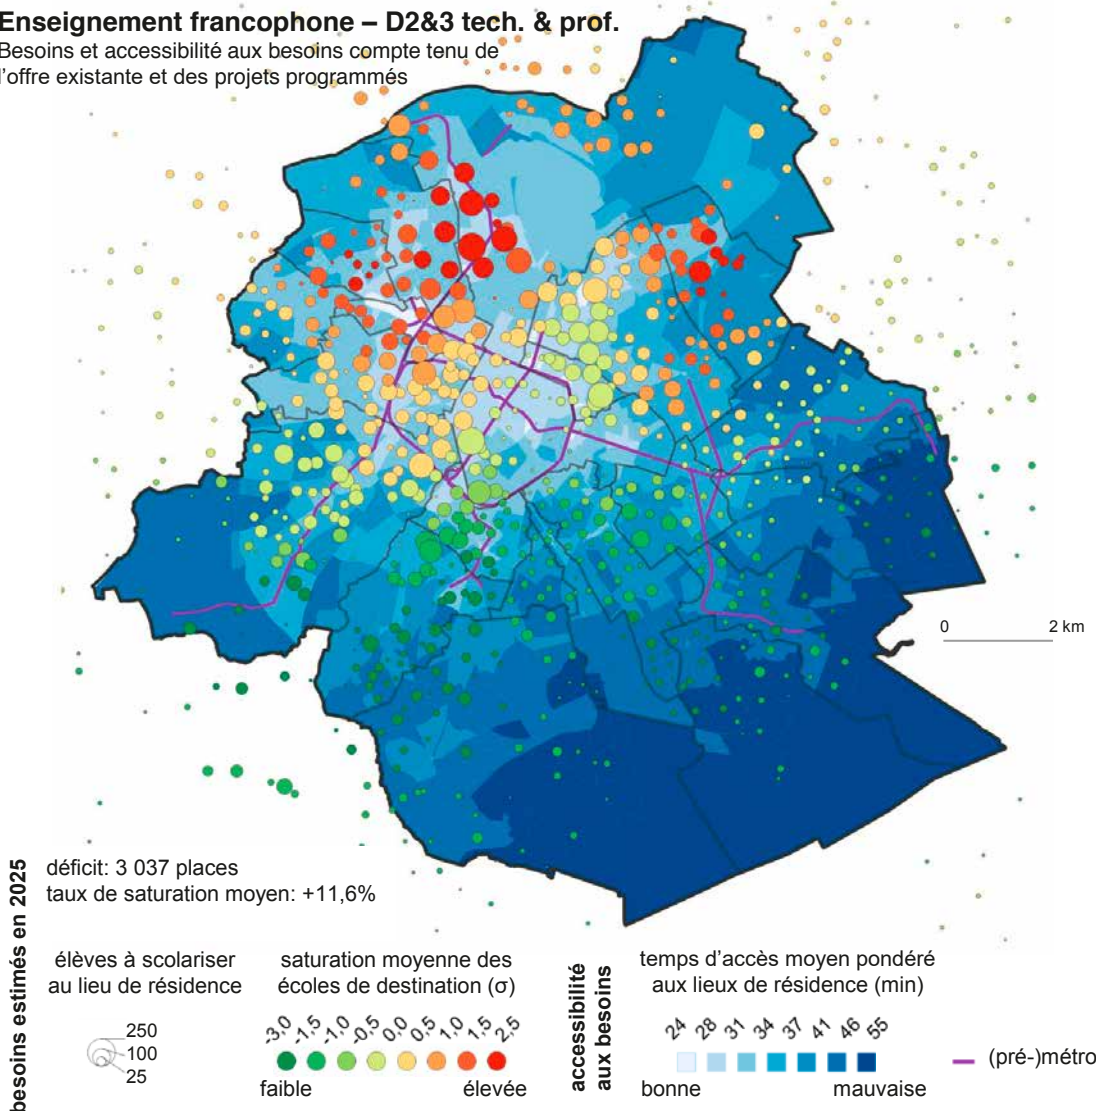 Enseignement francophone – D2&3 tech. & prof.
Besoins et accessibilité aux besoins compte tenu de
l'offre existante et des projets programmés
0 2 km
besoins estimés en 2025
déficit: 3 037 places
taux de saturation moyen: +11,6%
élèves à scolariser
au lieu de résidence
250
100
25
saturation moyenne des
écoles de destination (σ)
-3,0 -1,5 -1,0 -0,5 0,0 0,5 1,0 1,5 2,5
faible élevée
accessibilité
aux besoins
temps d'accès moyen pondéré
aux lieux de résidence (min)
24 28 31 34 37 41 46 55
bonne mauvaise
(pré-)métro